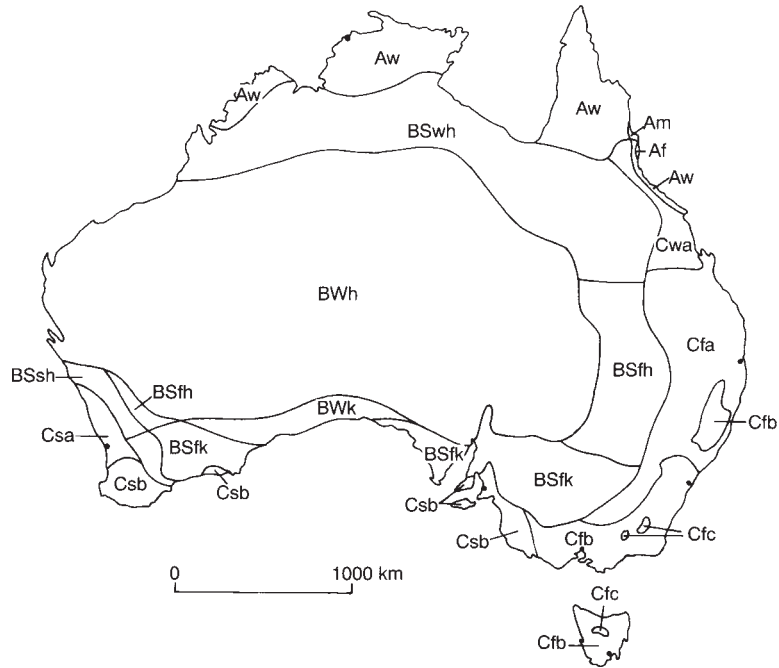 Aw
Aw
Aw
Am
Af
Aw
BSwh
Cwa
BWh
Cfa
BSfh
BSsh
BSfh
BWk
Cfb
Csa
BSfk
BSfk
BSfk
Csb
Csb
Csb
Csb
Cfb
Cfc
0 1000 km
Cfc
Cfb